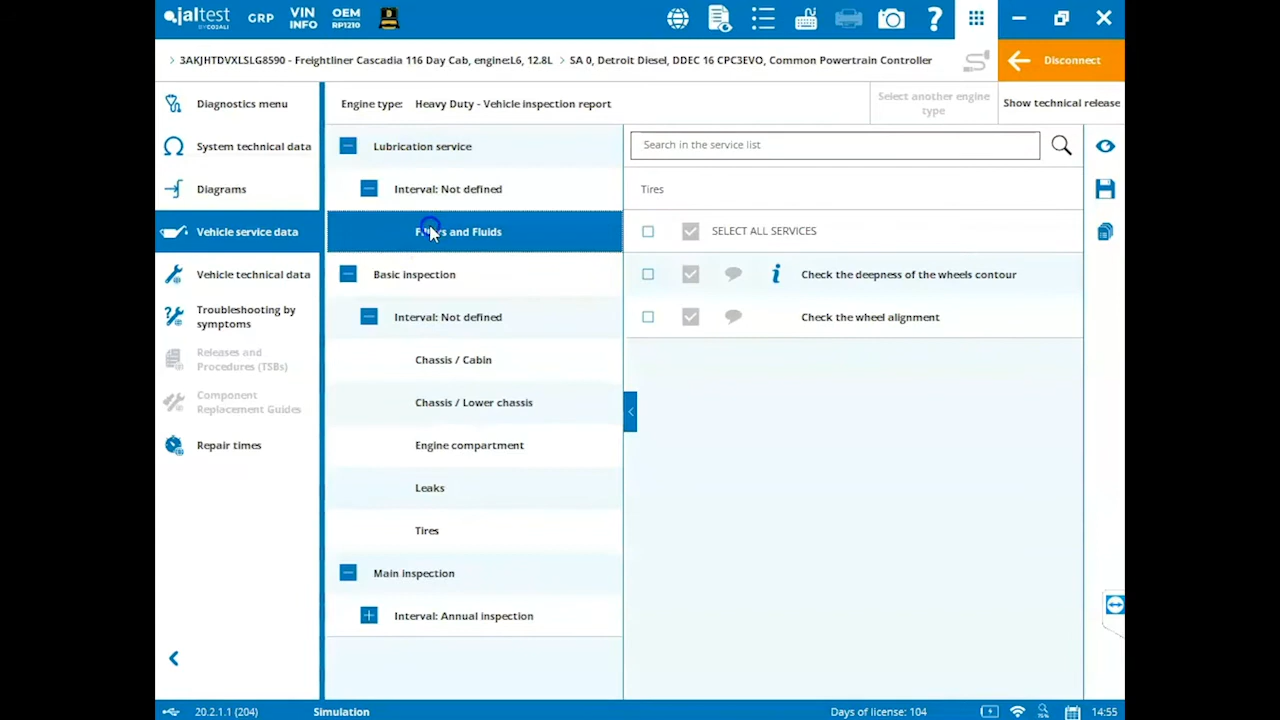 jaltest
BY COJALI
GRP
VIN
INFO
OEM
RP1210
?
> 3AKJHTDVXLSLG8590 - Freightliner Cascadia 116 Day Cab, engine:L6, 12.8L > SA 0, Detroit Diesel, DDEC 16 CPC3EVO, Common Powertrain Controller
Disconnect
Diagnostics menu
System technical data
Diagrams
Vehicle service data
Vehicle technical data
Troubleshooting by
symptoms
Releases and
Procedures (TSBs)
Component
Replacement Guides
Repair times
Engine type: Heavy Duty - Vehicle inspection report
Select another engine
type
Show technical release
Lubrication service
Interval: Not defined
and Fluids
Basic inspection
Interval: Not defined
Chassis / Cabin
Chassis / Lower chassis
Engine compartment
Leaks
Tires
Main inspection
Interval: Annual inspection
Search in the service list
Tires
SELECT ALL SERVICES
i Check the deepness of the wheels contour
Check the wheel alignment
20.2.1.1 (204)
Simulation
Days of license: 104
14:55